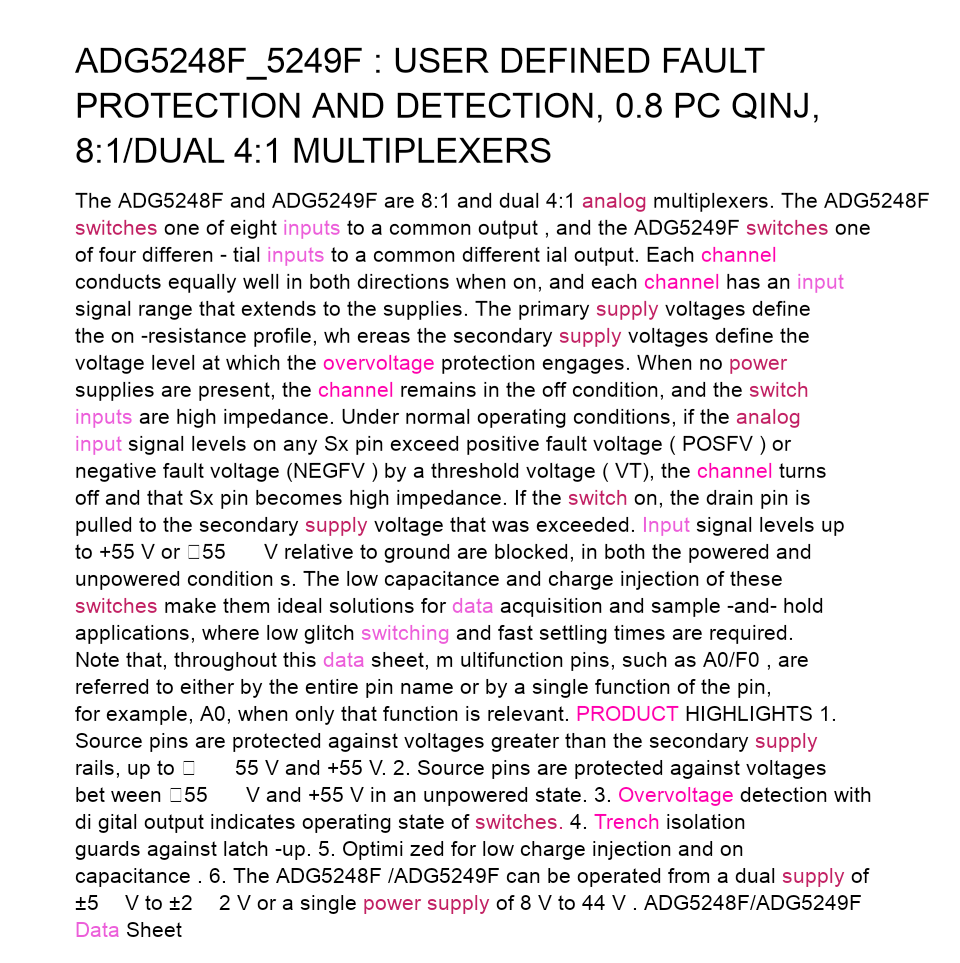 ADG5248F_5249F : USER DEFINED FAULT
PROTECTION AND DETECTION, 0.8 PC QINJ,
8:1/DUAL 4:1 MULTIPLEXERS
The ADG5248F and ADG5249F are 8:1 and dual 4:1 analog multiplexers. The ADG5248F
switches one of eight inputs to a common output , and the ADG5249F switches one
of four differen - tial inputs to a common different ial output. Each channel
conducts equally well in both directions when on, and each channel has an input
signal range that extends to the supplies. The primary supply voltages define
the on -resistance profile, wh ereas the secondary supply voltages define the
voltage level at which the overvoltage protection engages. When no power
supplies are present, the channel remains in the off condition, and the switch
inputs are high impedance. Under normal operating conditions, if the analog
input signal levels on any Sx pin exceed positive fault voltage ( POSFV ) or
negative fault voltage (NEGFV ) by a threshold voltage ( VT), the channel turns
off and that Sx pin becomes high impedance. If the switch on, the drain pin is
pulled to the secondary supply voltage that was exceeded. Input signal levels up
to +55 V or □55 V relative to ground are blocked, in both the powered and
unpowered condition s. The low capacitance and charge injection of these
switches make them ideal solutions for data acquisition and sample -and- hold
applications, where low glitch switching and fast settling times are required.
Note that, throughout this data sheet, m ultifunction pins, such as A0/F0 , are
referred to either by the entire pin name or by a single function of the pin,
for example, A0, when only that function is relevant. PRODUCT HIGHLIGHTS 1.
Source pins are protected against voltages greater than the secondary supply
rails, up to □ 55 V and +55 V. 2. Source pins are protected against voltages
bet ween □55 V and +55 V in an unpowered state. 3. Overvoltage detection with
di gital output indicates operating state of switches. 4. Trench isolation
guards against latch -up. 5. Optimi zed for low charge injection and on
capacitance . 6. The ADG5248F /ADG5249F can be operated from a dual supply of
±5 V to ±2 2 V or a single power supply of 8 V to 44 V . ADG5248F/ADG5249F
Data Sheet